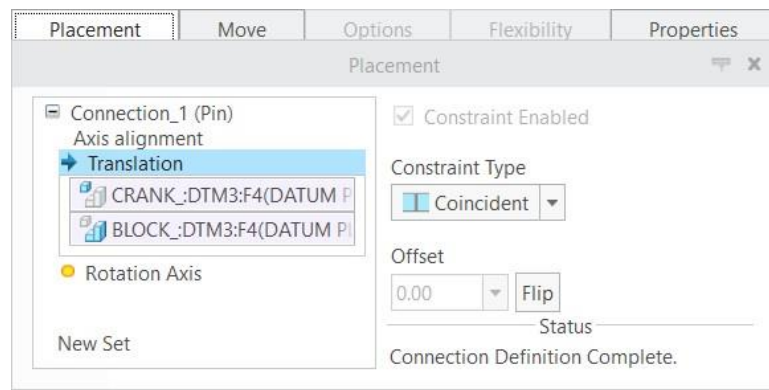 Placement Move Options Flexibility Properties
Placement
Connection_1 (Pin)
Axis alignment
Translation
CRANK_:DTM3:F4(DATUM P
BLOCK_:DTM3:F4(DATUM PL
Rotation Axis
New Set
Constraint Enabled
Constraint Type
Coincident
Offset
0.00 Flip
Status
Connection Definition Complete.